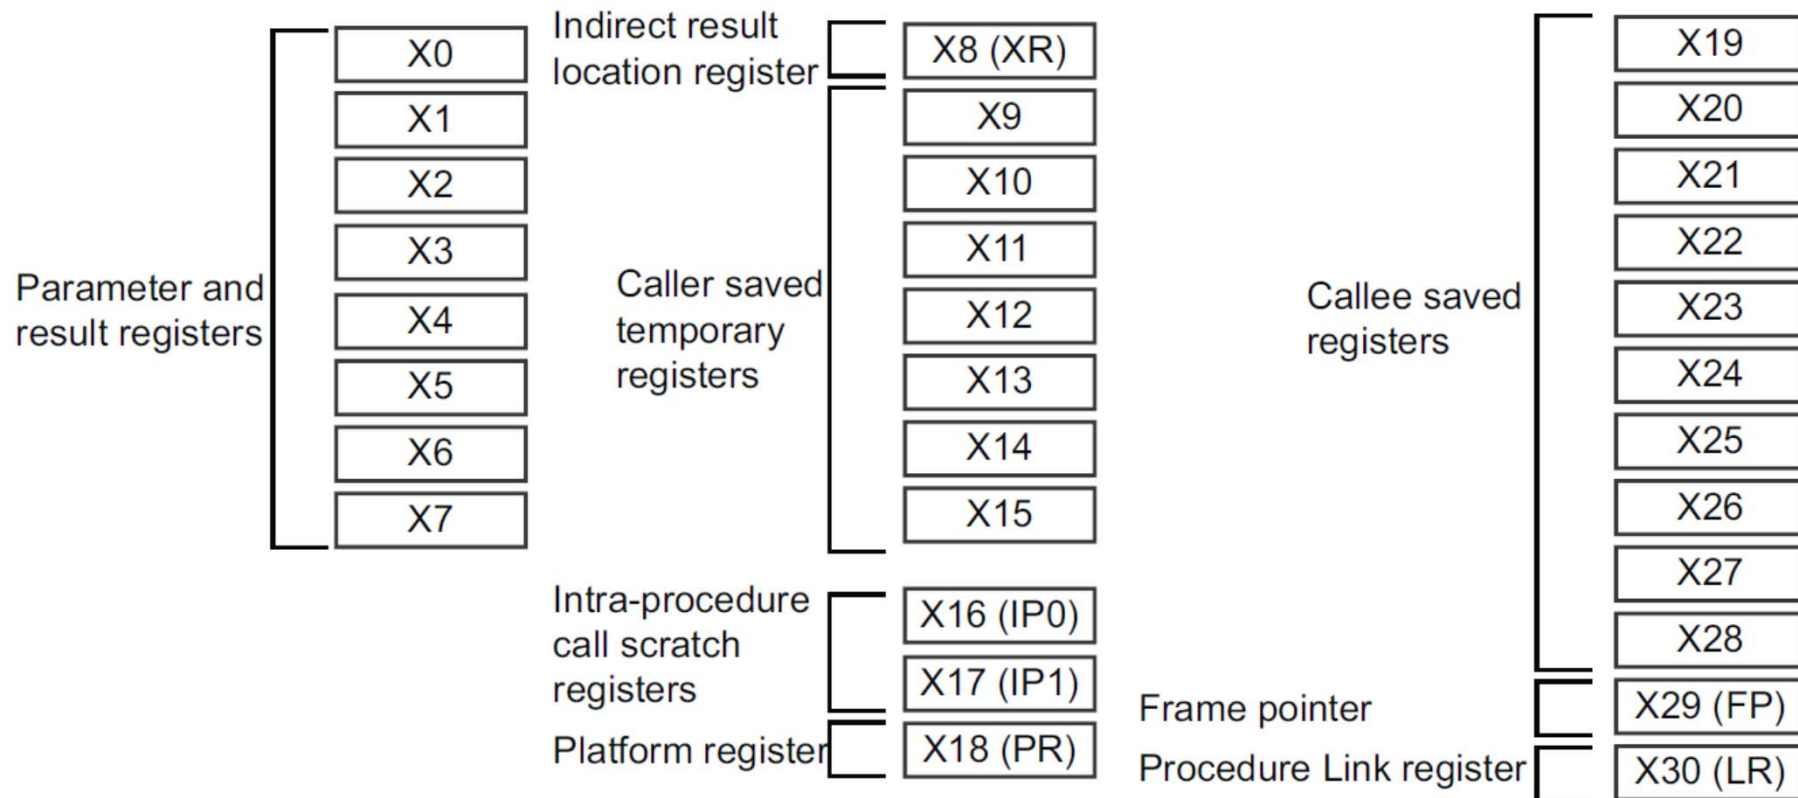 Parameter and
result registers
X0
X1
X2
X3
X4
X5
X6
X7
Indirect result
location register
X8 (XR)
Caller saved
temporary
registers
X9
X10
X11
X12
X13
X14
X15
Intra-procedure
call scratch
registers
X16 (IP0)
X17 (IP1)
Platform register
X18 (PR)
Callee saved
registers
X19
X20
X21
X22
X23
X24
X25
X26
X27
X28
Frame pointer
X29 (FP)
Procedure Link register
X30 (LR)